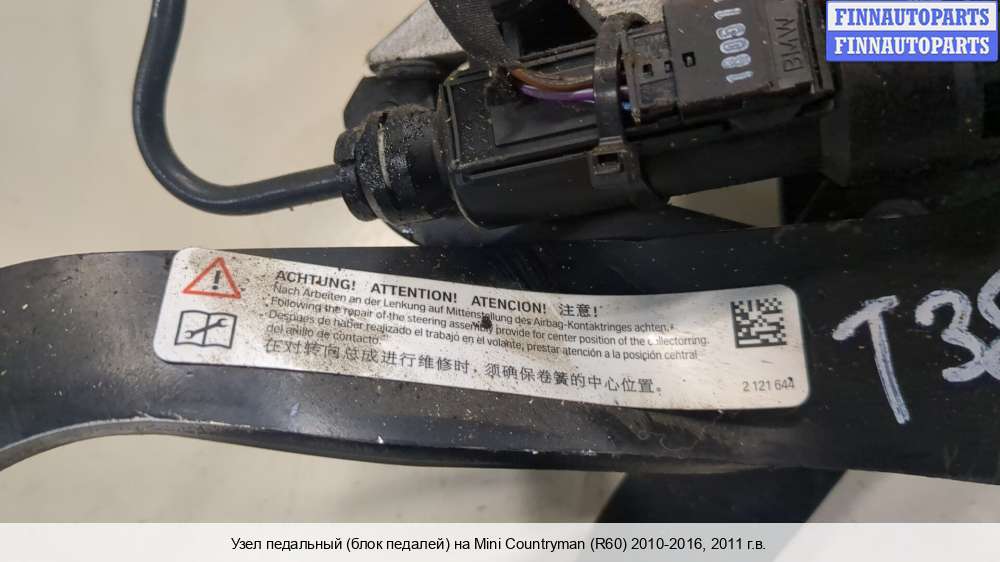 FINNAUTOPARTS
FINNAUTOPARTS
BMW
ACHTUNG! ATTENTION! ATENCION! 注意!
Nach Arbeiten an der Lenkung auf Mittenstellung des Airbag-Kontaktringes achten.
Following the repair of the steering assembly provide for center position of the collectorring.
Despues de haber realizado el trabajo en el volante, prestar atención a la posición central
del anillo de contacto.
在对转向总成进行维修时，须确保卷簧的中心位置。
2 121 644
Узел педальный (блок педалей) на Mini Countryman (R60) 2010-2016, 2011 г.в.